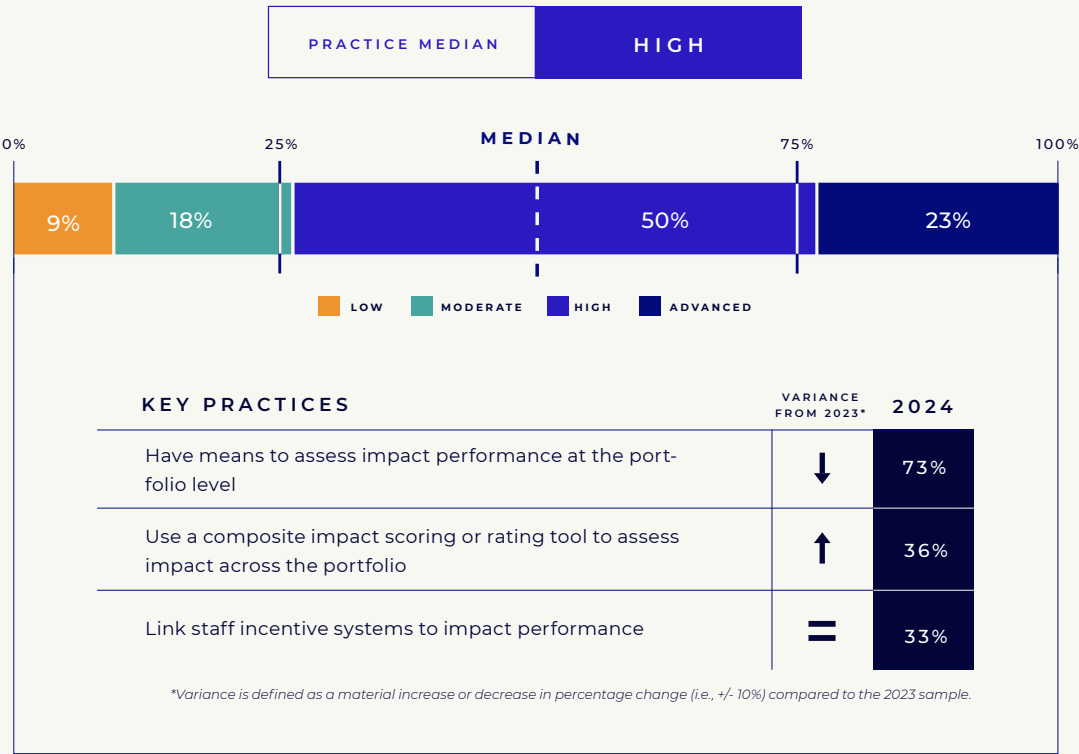 PRACTICE MEDIAN
HIGH
0%
25%
MEDIAN
75%
100%
9%
18%
50%
23%
LOW
MODERATE
HIGH
ADVANCED
KEY PRACTICES
VARIANCE
FROM 2023*
2024
Have means to assess impact performance at the port-
folio level
73%
Use a composite impact scoring or rating tool to assess
impact across the portfolio
36%
Link staff incentive systems to impact performance
=
33%
*Variance is defined as a material increase or decrease in percentage change (i.e., +/- 10%) compared to the 2023 sample.